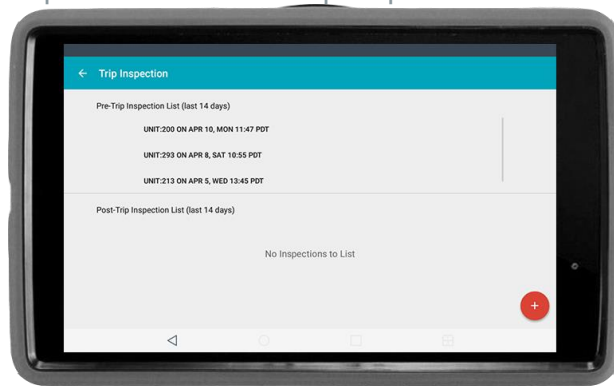 Trip Inspection
Pre-Trip Inspection List (last 14 days)
UNIT:200 ON APR 10, MON 11:47 PDT
UNIT:293 ON APR 8, SAT 10:55 PDT
UNIT:213 ON APR 5, WED 13:45 PDT
Post-Trip Inspection List (last 14 days)
No Inspections to List
+